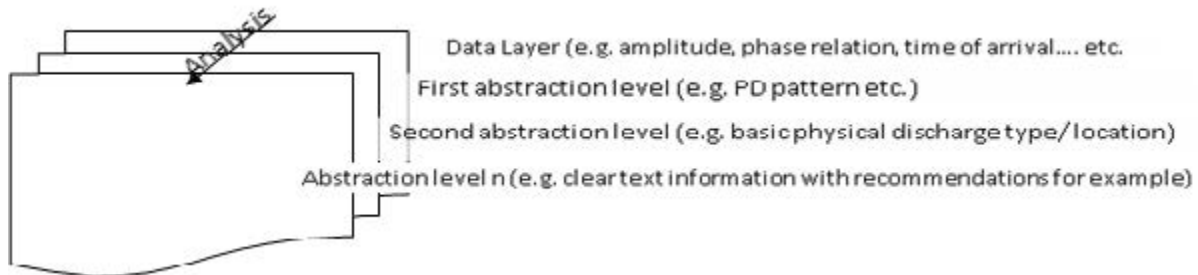 Analysis
Data Layer (e.g. amplitude, phase relation, time of arrival.... etc.
First abstraction level (e.g. PD pattern etc.)
Second abstraction level (e.g. basic physical discharge type/location)
Abstraction level n (e.g. clear text information with recommendations for example)